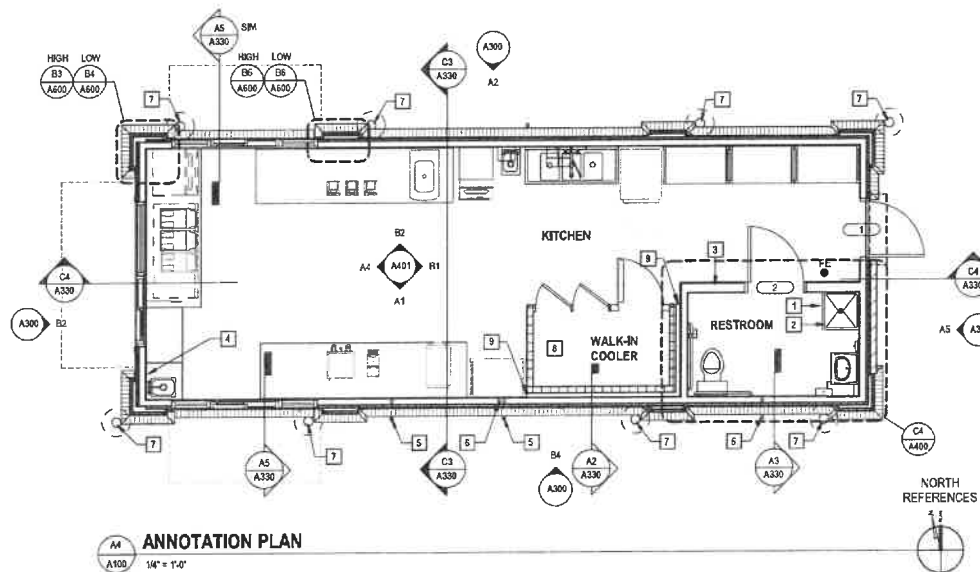 A5
A330
SIM
A300
A2
C3
A330
HIGH LOW
B3 B4
A600 A600
HIGH LOW
B6
A600 A600
7
7
7
7
KITCHEN
B2
A4 A401 B1
A1
9
3
1
FE
2
1
2
RESTROOM
C4
A330
C4
A330
A300 B2
A5
4
9
8
WALK-IN
COOLER
7
7
5
6
5
7
7
C4
A400
A5
A330
C3
A330
B4
A300
A2
A330
A3
A330
NORTH
REFERENCES
A4
A100
ANNOTATION PLAN
1/4" = 1'-0"